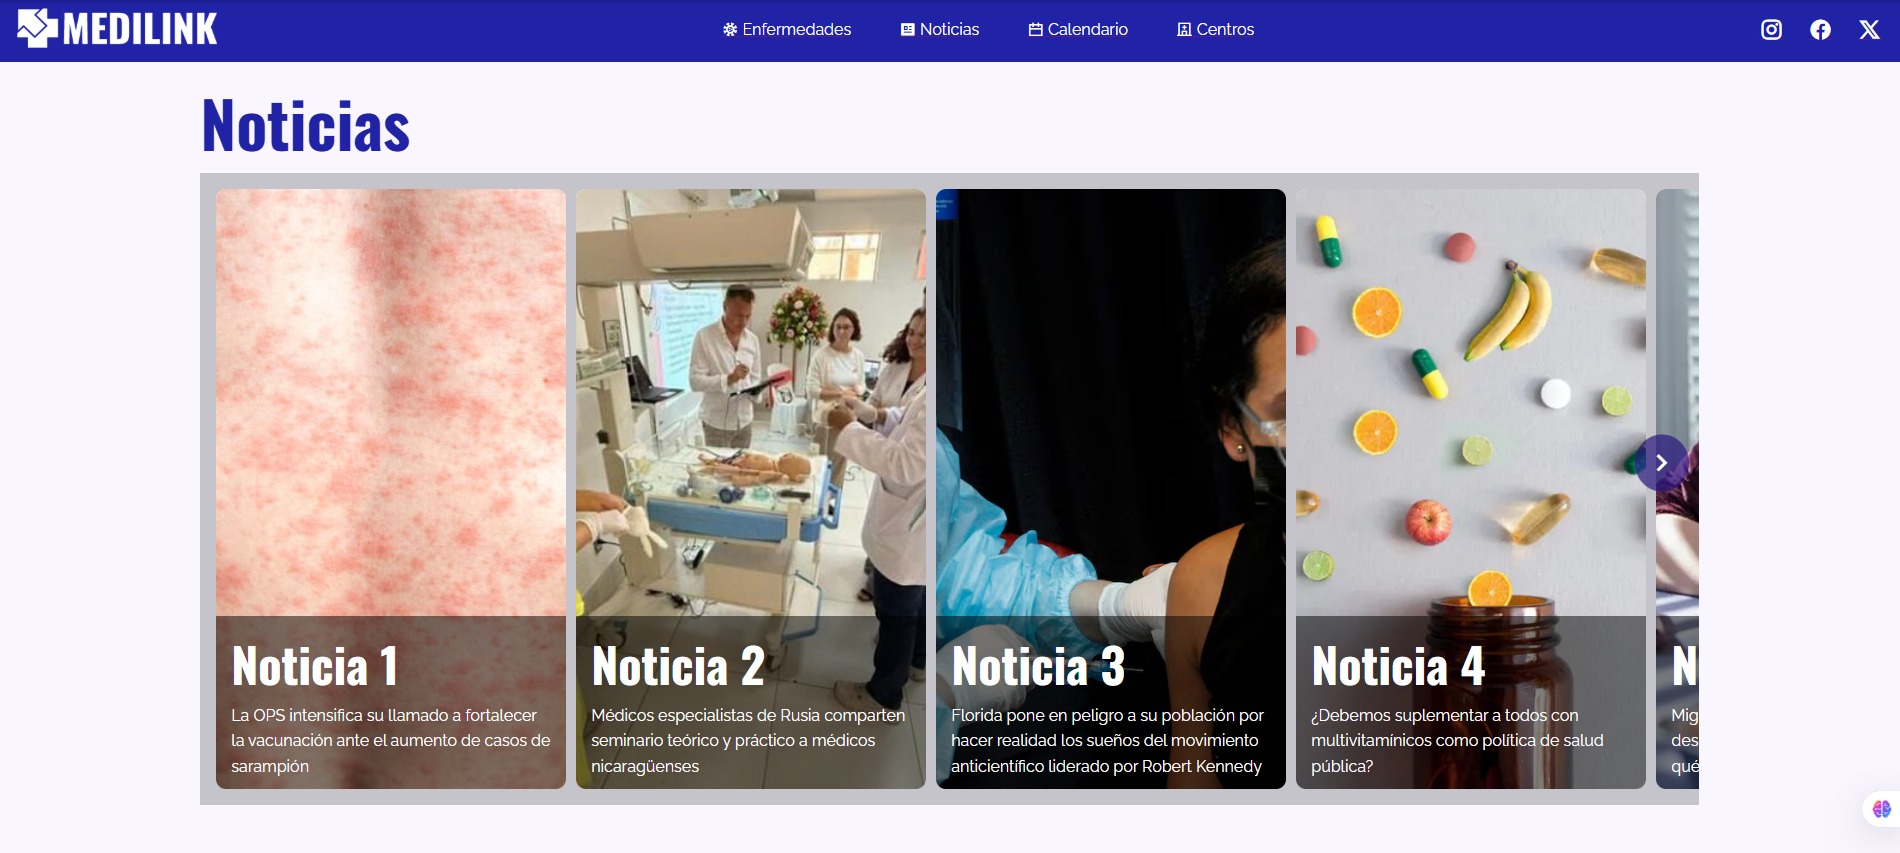 MEDILINK
Enfermedades
Noticias
Calendario
Centros
Noticias
Noticia 1
La OPS intensifica su llamado a fortalecer
la vacunación ante el aumento de casos de
sarampión
Noticia 2
Médicos especialistas de Rusia comparten
seminario teórico y práctico a médicos
nicaragüenses
Noticia 3
Florida pone en peligro a su población por
hacer realidad los sueños del movimiento
anticientífico liderado por Robert Kennedy
Noticia 4
¿Debemos suplementar a todos con
multivitamínicos como política de salud
pública?
N
Mig
des
qué